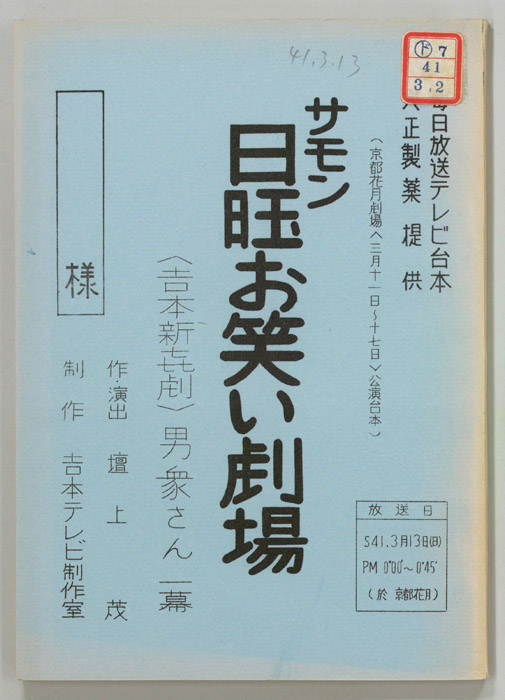 41.3.13
㋣7
41
3.2
毎日放送テレビ台本
大正製薬提供
(京都花月劇場〈三月十一日~十七日〉公演台本)
サモン
日曜お笑い劇場
〈吉本新喜劇〉男衆さん 一幕
作・演出 壇上 茂
制作 吉本テレビ制作室
様
放送日
S41.3月13日(日)
PM 0°00'~0°45'
(於 京都花月)